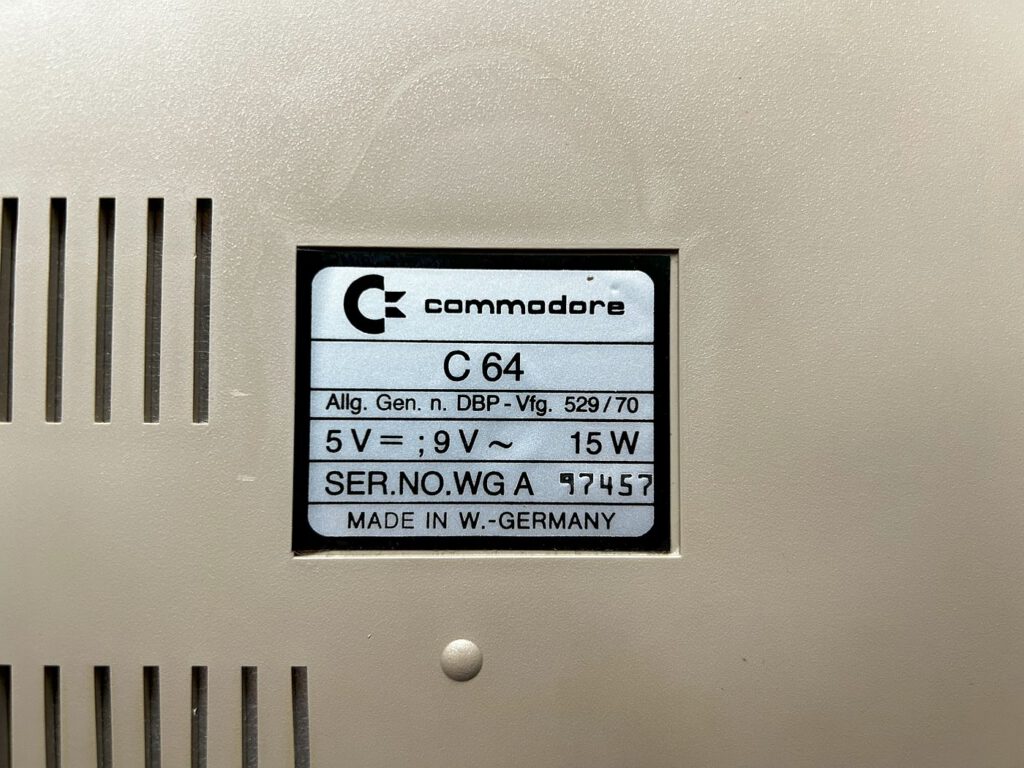 commodore
C 64
Allg. Gen. n. DBP - Vfg. 529/70
5 V = ; 9 V ~ 15 W
SER.NO.WG A 97457
MADE IN W.-GERMANY